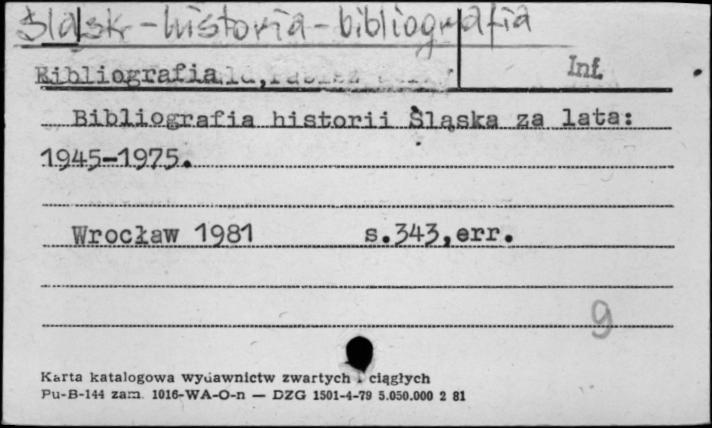 Śląsk - historia - bibliografia
Bibliografia
Inf.
Bibliografia historii Śląska za lata:
1945-1975.
Wrocław 1981 s.343,err.
9
Karta katalogowa wydawnictw zwartych i ciągłych
Pu-B-144 zam. 1016-WA-O-n — DZG 1501-4-79 5.050.000 2 81